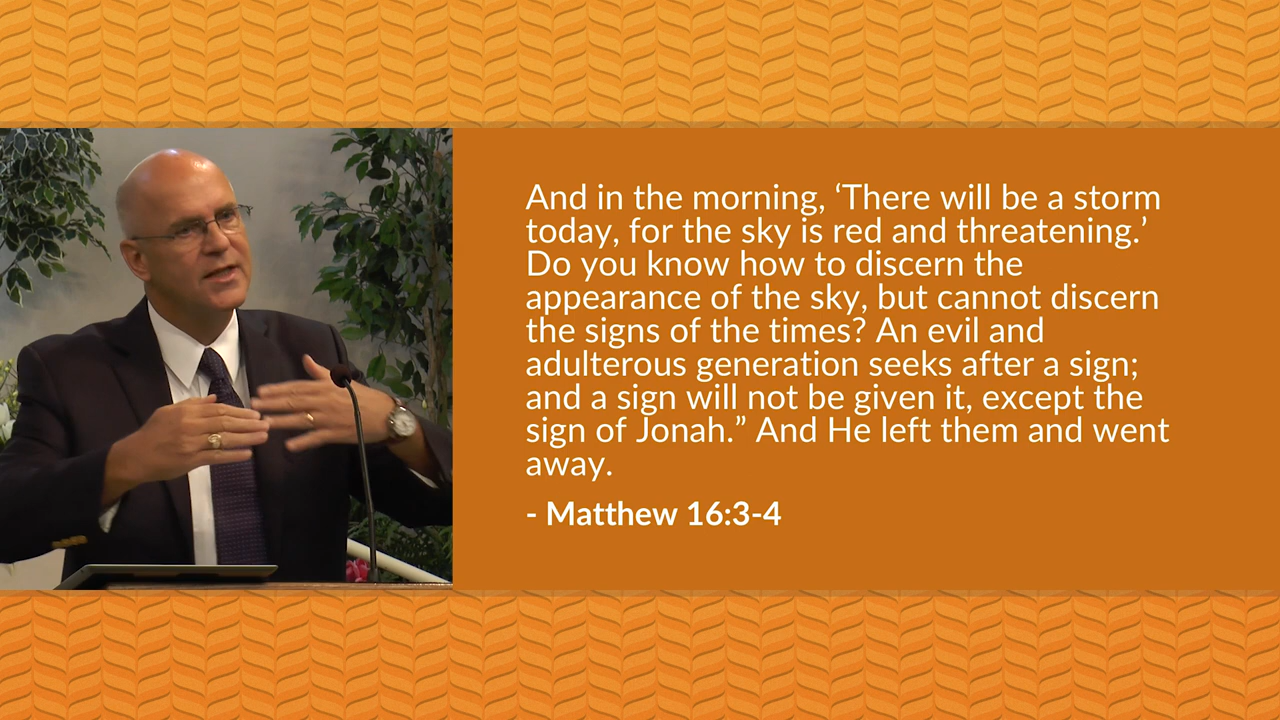 And in the morning, ‘There will be a storm
today, for the sky is red and threatening.’
Do you know how to discern the
appearance of the sky, but cannot discern
the signs of the times? An evil and
adulterous generation seeks after a sign;
and a sign will not be given it, except the
sign of Jonah.” And He left them and went
away.
- Matthew 16:3-4